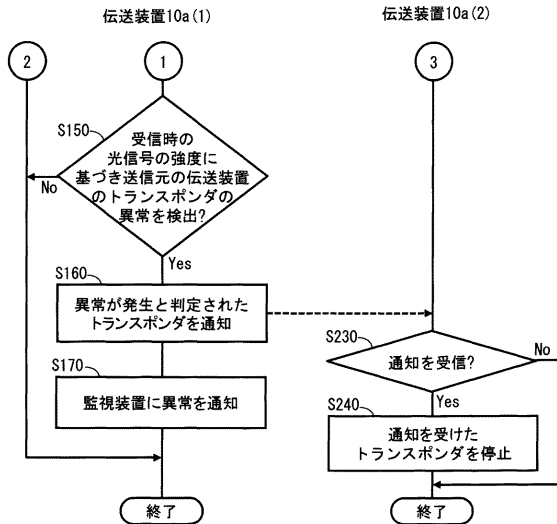 伝送装置10a(1)
2
1
S150
受信時の
光信号の強度に
基づき送信元の伝送装置
のトランスポンダの
異常を検出?
No
Yes
S160
異常が発生と判定された
トランスポンダを通知
S170
監視装置に異常を通知
終了
伝送装置10a(2)
3
S230
通知を受信?
No
Yes
S240
通知を受けた
トランスポンダを停止
終了